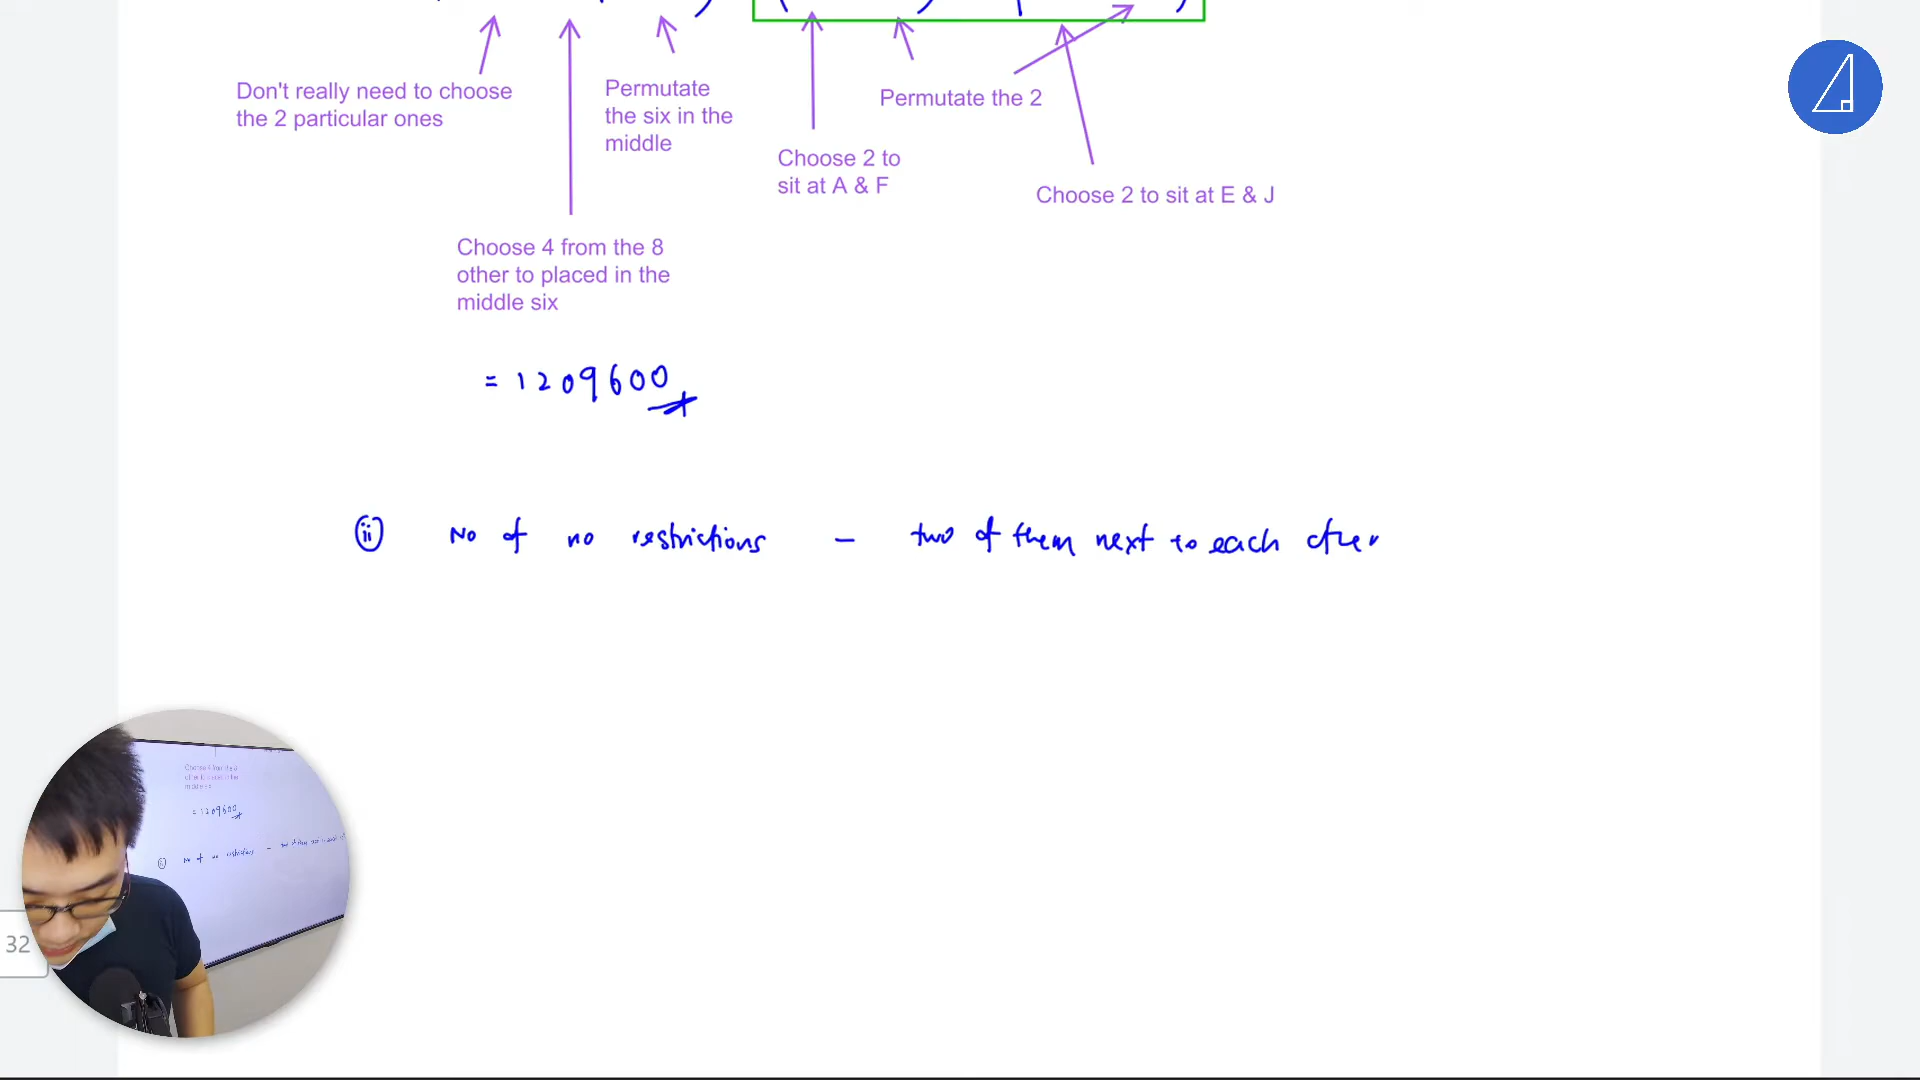 Don't really need to choose
the 2 particular ones
Permutate
the six in the
middle
Permutate the 2
Choose 2 to
sit at A & F
Choose 2 to sit at E & J
Choose 4 from the 8
other to placed in the
middle six
= 1209600
(ii) No of no restrictions – two of them next to each other
32